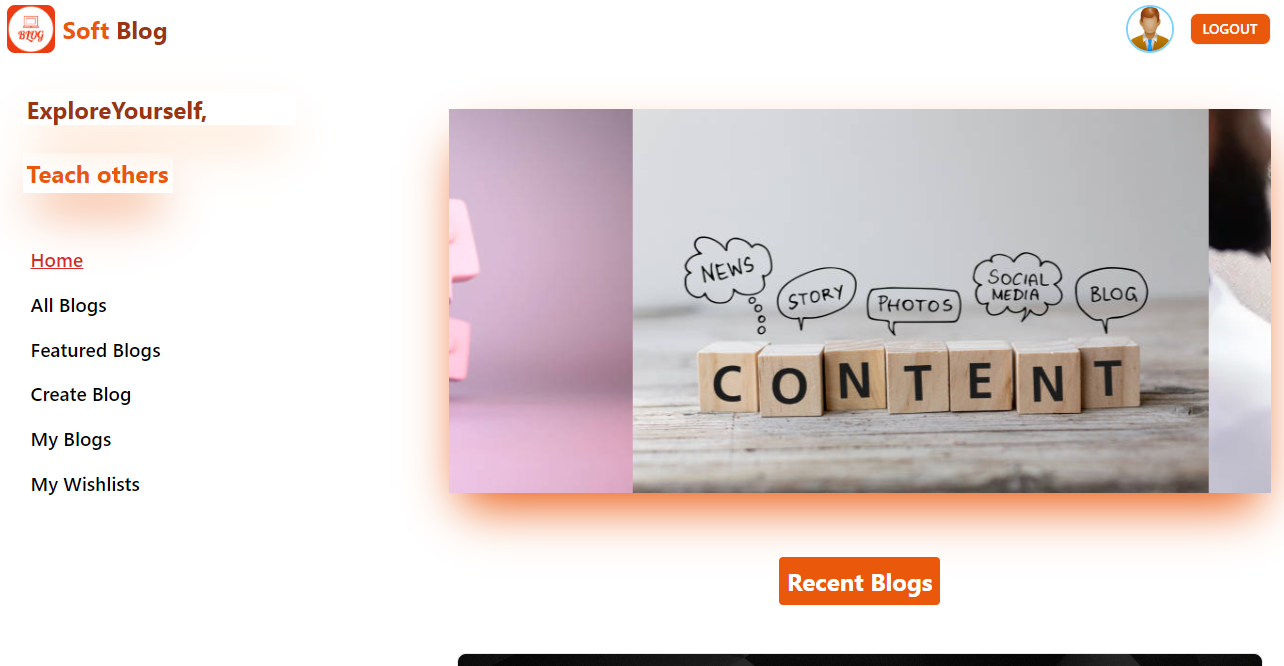 BLOG
Soft Blog
LOGOUT
ExploreYourself,
Teach others
Home
All Blogs
Featured Blogs
Create Blog
My Blogs
My Wishlists
NEWS
STORY
PHOTOS
SOCIAL
MEDIA
BLOG
CONTENT
Recent Blogs